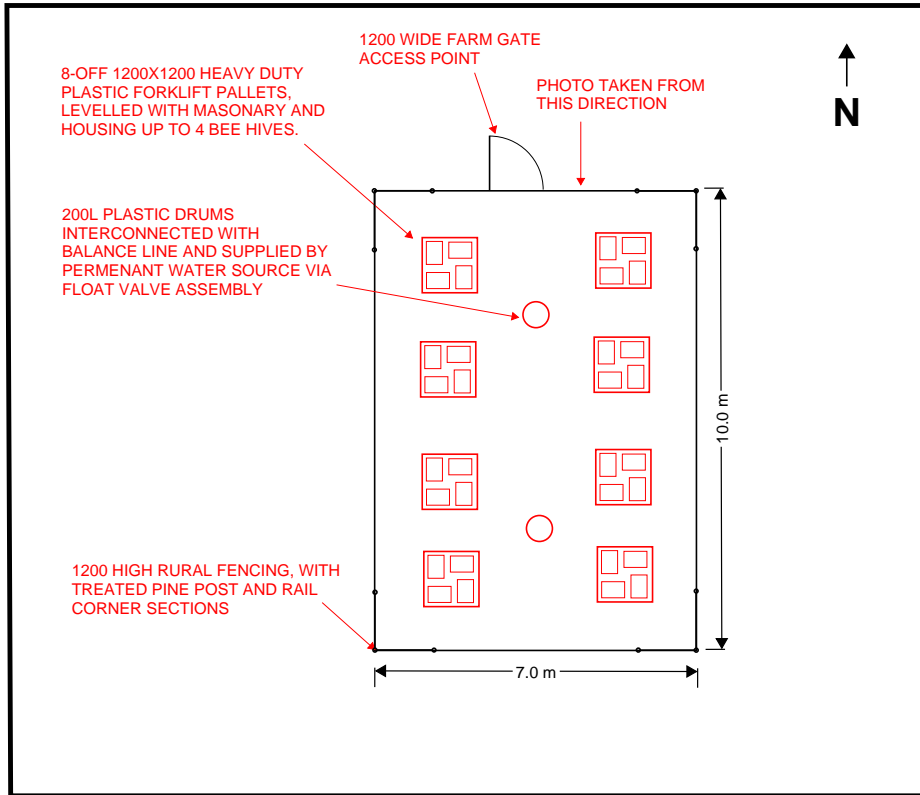 1200 WIDE FARM GATE
ACCESS POINT
8-OFF 1200X1200 HEAVY DUTY
PLASTIC FORKLIFT PALLETS,
LEVELLED WITH MASONARY AND
HOUSING UP TO 4 BEE HIVES.
PHOTO TAKEN FROM
THIS DIRECTION
N
200L PLASTIC DRUMS
INTERCONNECTED WITH
BALANCE LINE AND SUPPLIED BY
PERMENANT WATER SOURCE VIA
FLOAT VALVE ASSEMBLY
10.0 m
1200 HIGH RURAL FENCING, WITH
TREATED PINE POST AND RAIL
CORNER SECTIONS
7.0 m